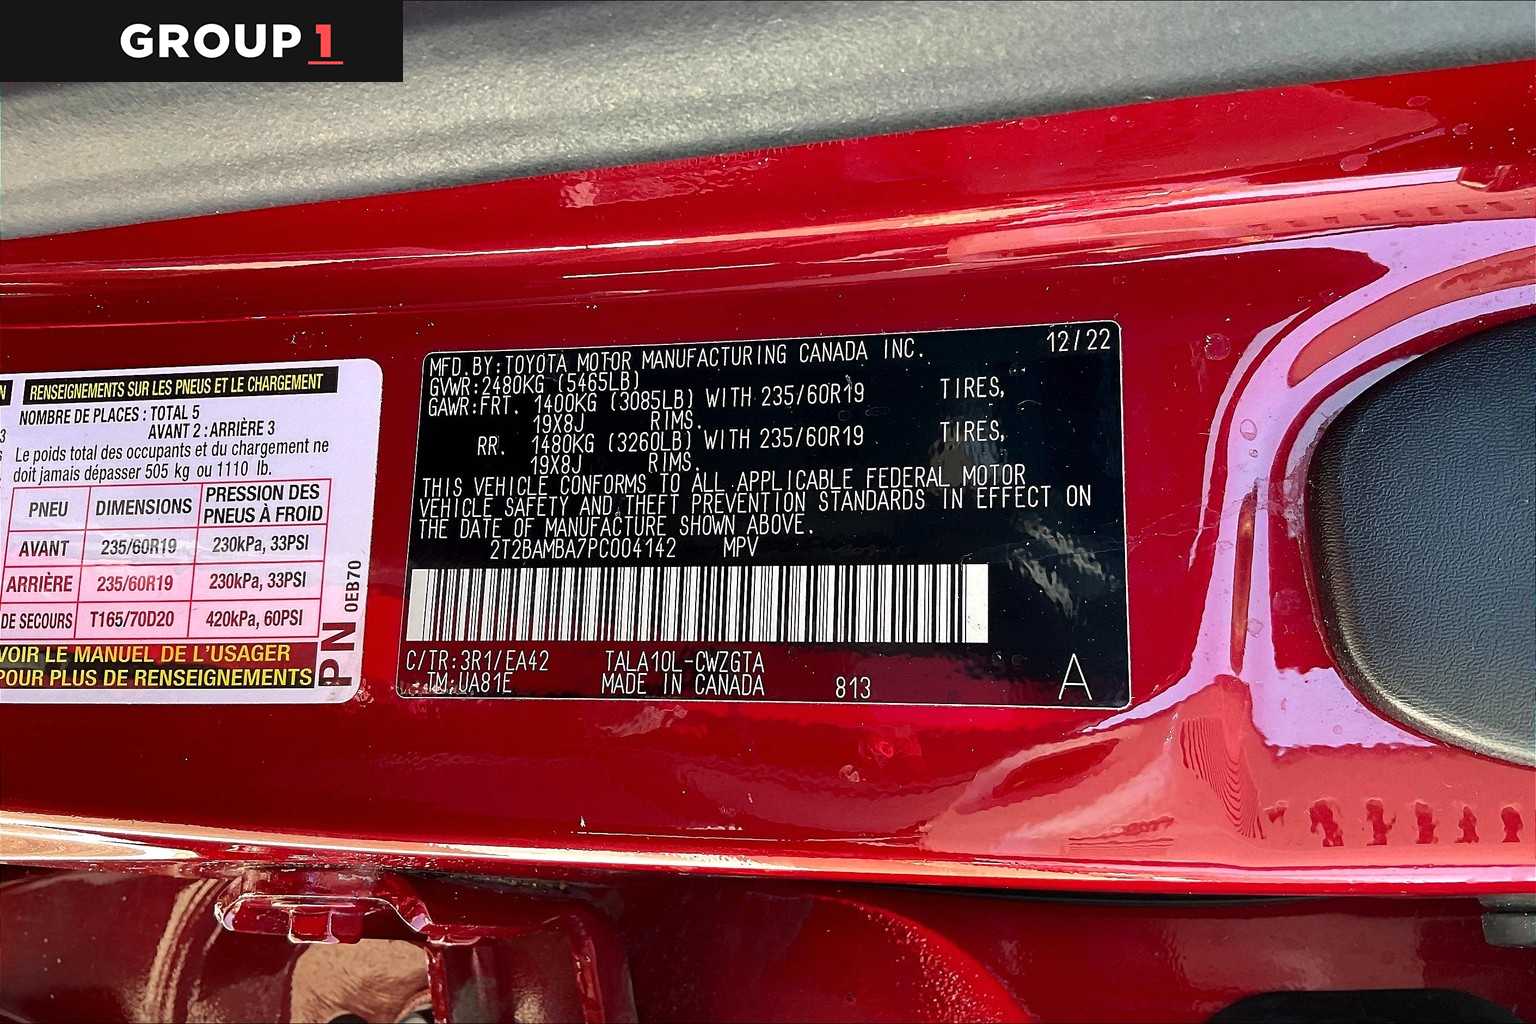 GROUP 1
N RENSEIGNEMENTS SUR LES PNEUS ET LE CHARGEMENT
NOMBRE DE PLACES : TOTAL 5
3 AVANT 2 : ARRIÈRE 3
Le poids total des occupants et du chargement ne
doit jamais dépasser 505 kg ou 1110 lb.
PNEU DIMENSIONS PRESSION DES PNEUS À FROID
AVANT 235/60R19 230kPa, 33PSI
ARRIÈRE 235/60R19 230kPa, 33PSI
DE SECOURS T165/70D20 420kPa, 60PSI
VOIR LE MANUEL DE L'USAGER
POUR PLUS DE RENSEIGNEMENTS
PN 0EB70
MFD. BY:TOYOTA MOTOR MANUFACTURING CANADA INC. 12/22
GVWR:2480KG (5465LB)
GAWR:FRT. 1400KG (3085LB) WITH 235/60R19 TIRES,
19X8J RIMS.
RR. 1480KG (3260LB) WITH 235/60R19 TIRES,
19X8J RIMS.
THIS VEHICLE CONFORMS TO ALL APPLICABLE FEDERAL MOTOR
VEHICLE SAFETY AND THEFT PREVENTION STANDARDS IN EFFECT ON
THE DATE OF MANUFACTURE SHOWN ABOVE.
2T2BAMBA7PC004142 MPV
C/TR:3R1/EA42 TALA10L-CWZGTA
TM:UA81E MADE IN CANADA 813 A